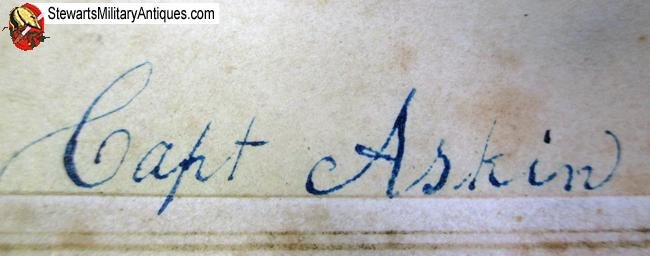 StewartsMilitaryAntiques.com
Capt Askin